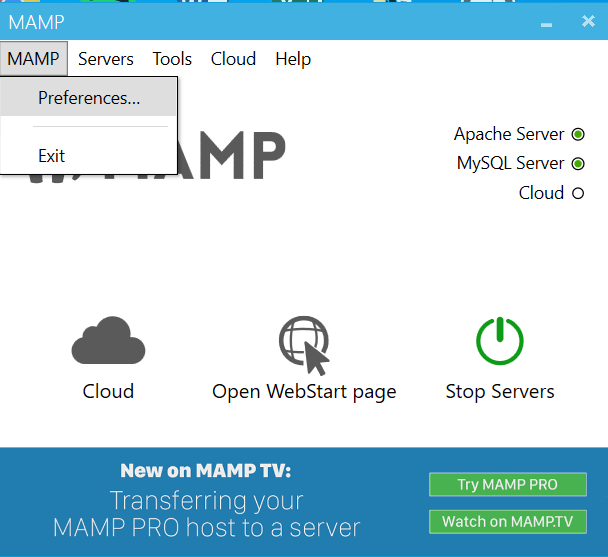 MAMP
MAMP Servers Tools Cloud Help
Preferences...
Exit
MAMP
Apache Server
MySQL Server
Cloud
Cloud
Open WebStart page
Stop Servers
New on MAMP TV:
Transferring your
MAMP PRO host to a server
Try MAMP PRO
Watch on MAMP.TV